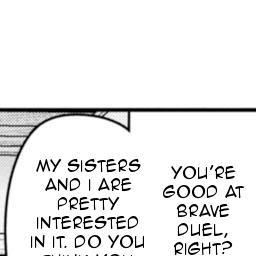 YOU'RE
GOOD AT
BRAVE
DUEL,
RIGHT?
MY SISTERS
AND I ARE
PRETTY
INTERESTED
IN IT. DO YOU